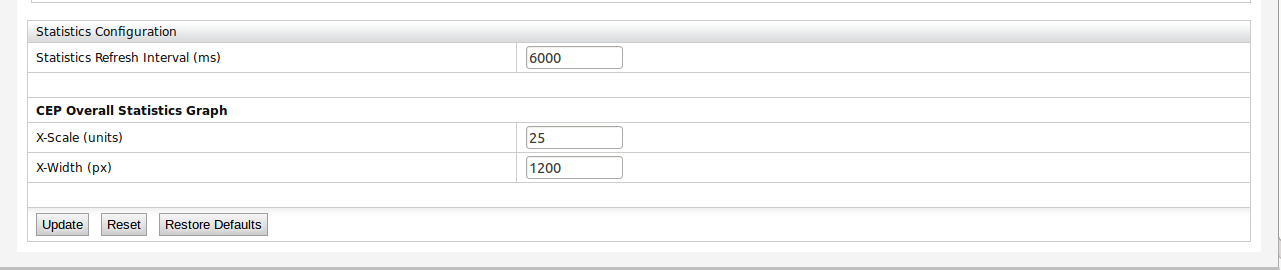 Statistics Configuration
Statistics Refresh Interval (ms) 6000
CEP Overall Statistics Graph
X-Scale (units) 25
X-Width (px) 1200
Update Reset Restore Defaults